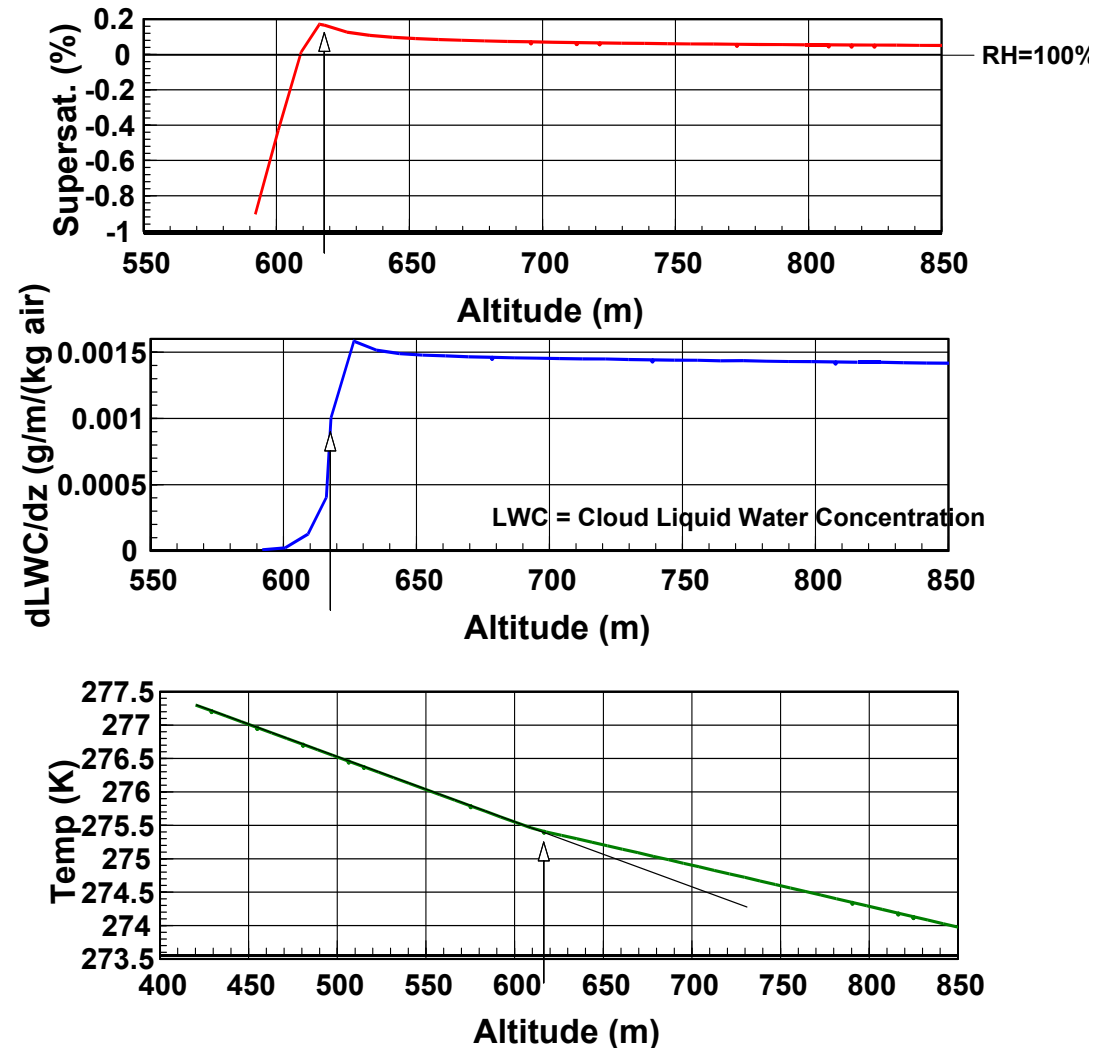 Supersat. (%)
0.2
0
-0.2
-0.4
-0.6
-0.8
-1
RH=100%
550 600 650 700 750 800 850
Altitude (m)
dLWC/dz (g/m/(kg air)
0.0015
0.001
0.0005
0
LWC = Cloud Liquid Water Concentration
550 600 650 700 750 800 850
Altitude (m)
Temp (K)
277.5
277
276.5
276
275.5
275
274.5
274
273.5
400 450 500 550 600 650 700 750 800 850
Altitude (m)